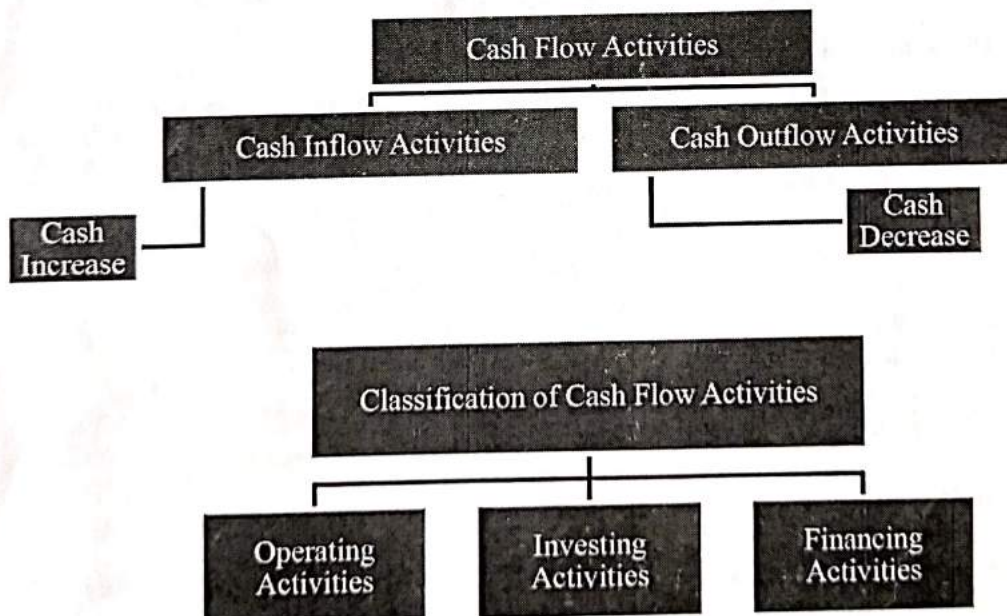 Cash Flow Activities
Cash Inflow Activities
Cash Outflow Activities
Cash
Increase
Cash
Decrease
Classification of Cash Flow Activities
Operating
Activities
Investing
Activities
Financing
Activities